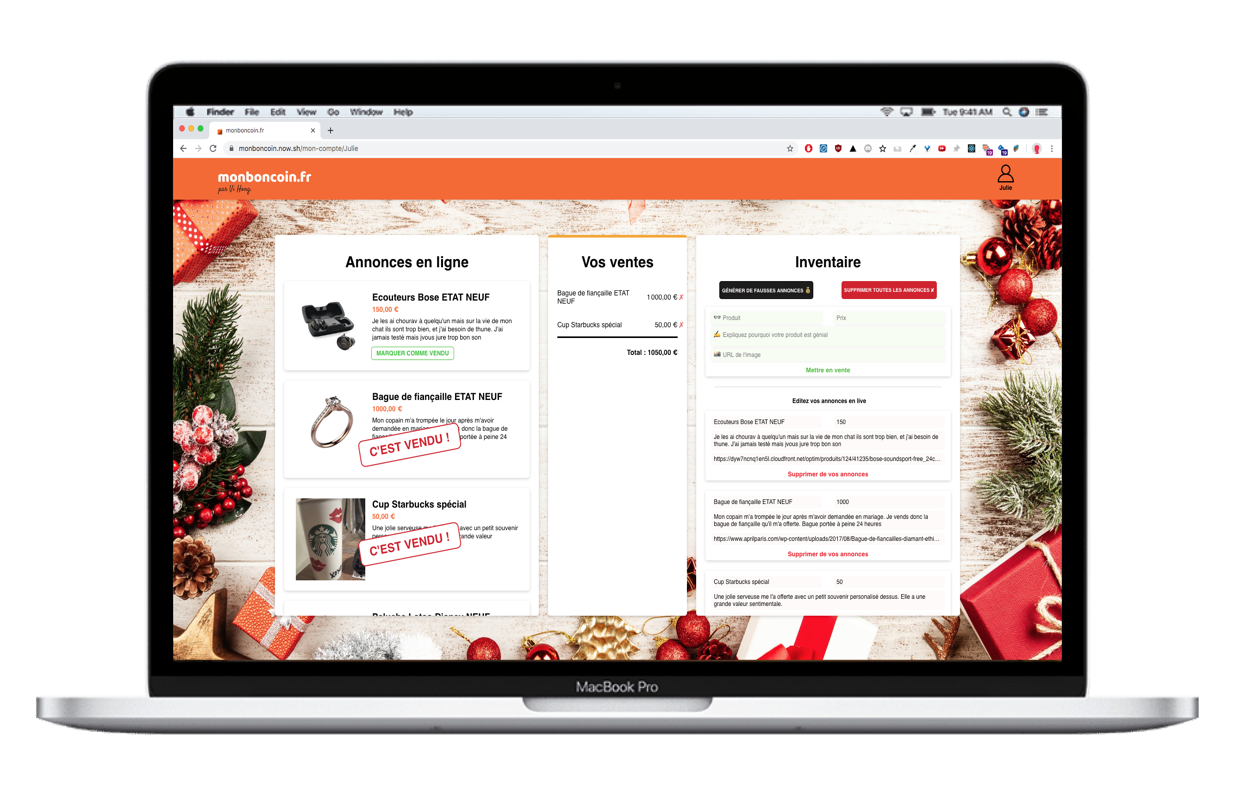 Finder File Edit View Go Window Help
Tue 9:41 AM
monboncoin.fr
monboncoin.now.sh/mon-compte/Julie
monboncoin.fr
par Vi Hong
Julie
Annonces en ligne
Ecouteurs Bose ETAT NEUF
150,00 €
Je les ai chourav à quelqu'un mais sur la vie de mon
chat ils sont trop bien, et j'ai besoin de thune. J'ai
jamais testé mais jvous jure trop bon son
MARQUER COMME VENDU
Bague de fiançaille ETAT NEUF
1000,00 €
Mon copain m'a trompée le jour après m'avoir
demandée en donc la bague de
portée à peine 24
C'EST VENDU !
Cup Starbucks spécial
50,00 €
Une jolie serveuse avec un petit souvenir
grande valeur
C'EST VENDU !
Peluche Lotso Disney NEUF
Vos ventes
Bague de fiançaille ETAT
NEUF
1000,00 € ✗
Cup Starbucks spécial 50,00 € ✗
Total : 1050,00 €
Inventaire
GÉNÉRER DE FAUSSES ANNONCES
SUPPRIMER TOUTES LES ANNONCES ✗
Produit Prix
Expliquez pourquoi votre produit est génial
URL de l'image
Mettre en vente
Editez vos annonces en live
Ecouteurs Bose ETAT NEUF 150
Je les ai chourav à quelqu'un mais sur la vie de mon chat ils sont trop bien, et j'ai besoin de
thune. J'ai jamais testé mais jvous jure trop bon son
https://dyw7ncnq1en5l.cloudfront.net/optim/produits/124/41235/bose-soundsport-free_24c...
Supprimer de vos annonces
Bague de fiançaille ETAT NEUF 1000
Mon copain m'a trompée le jour après m'avoir demandée en mariage. Je vends donc la
bague de fiançaille qu'il m'a offerte. Bague portée à peine 24 heures
https://www.aprilparis.com/wp-content/uploads/2017/08/Bague-de-fiancailles-diamant-ethi...
Supprimer de vos annonces
Cup Starbucks spécial 50
Une jolie serveuse me l'a offerte avec un petit souvenir personalisé dessus. Elle a une
grande valeur sentimentale.
MacBook Pro